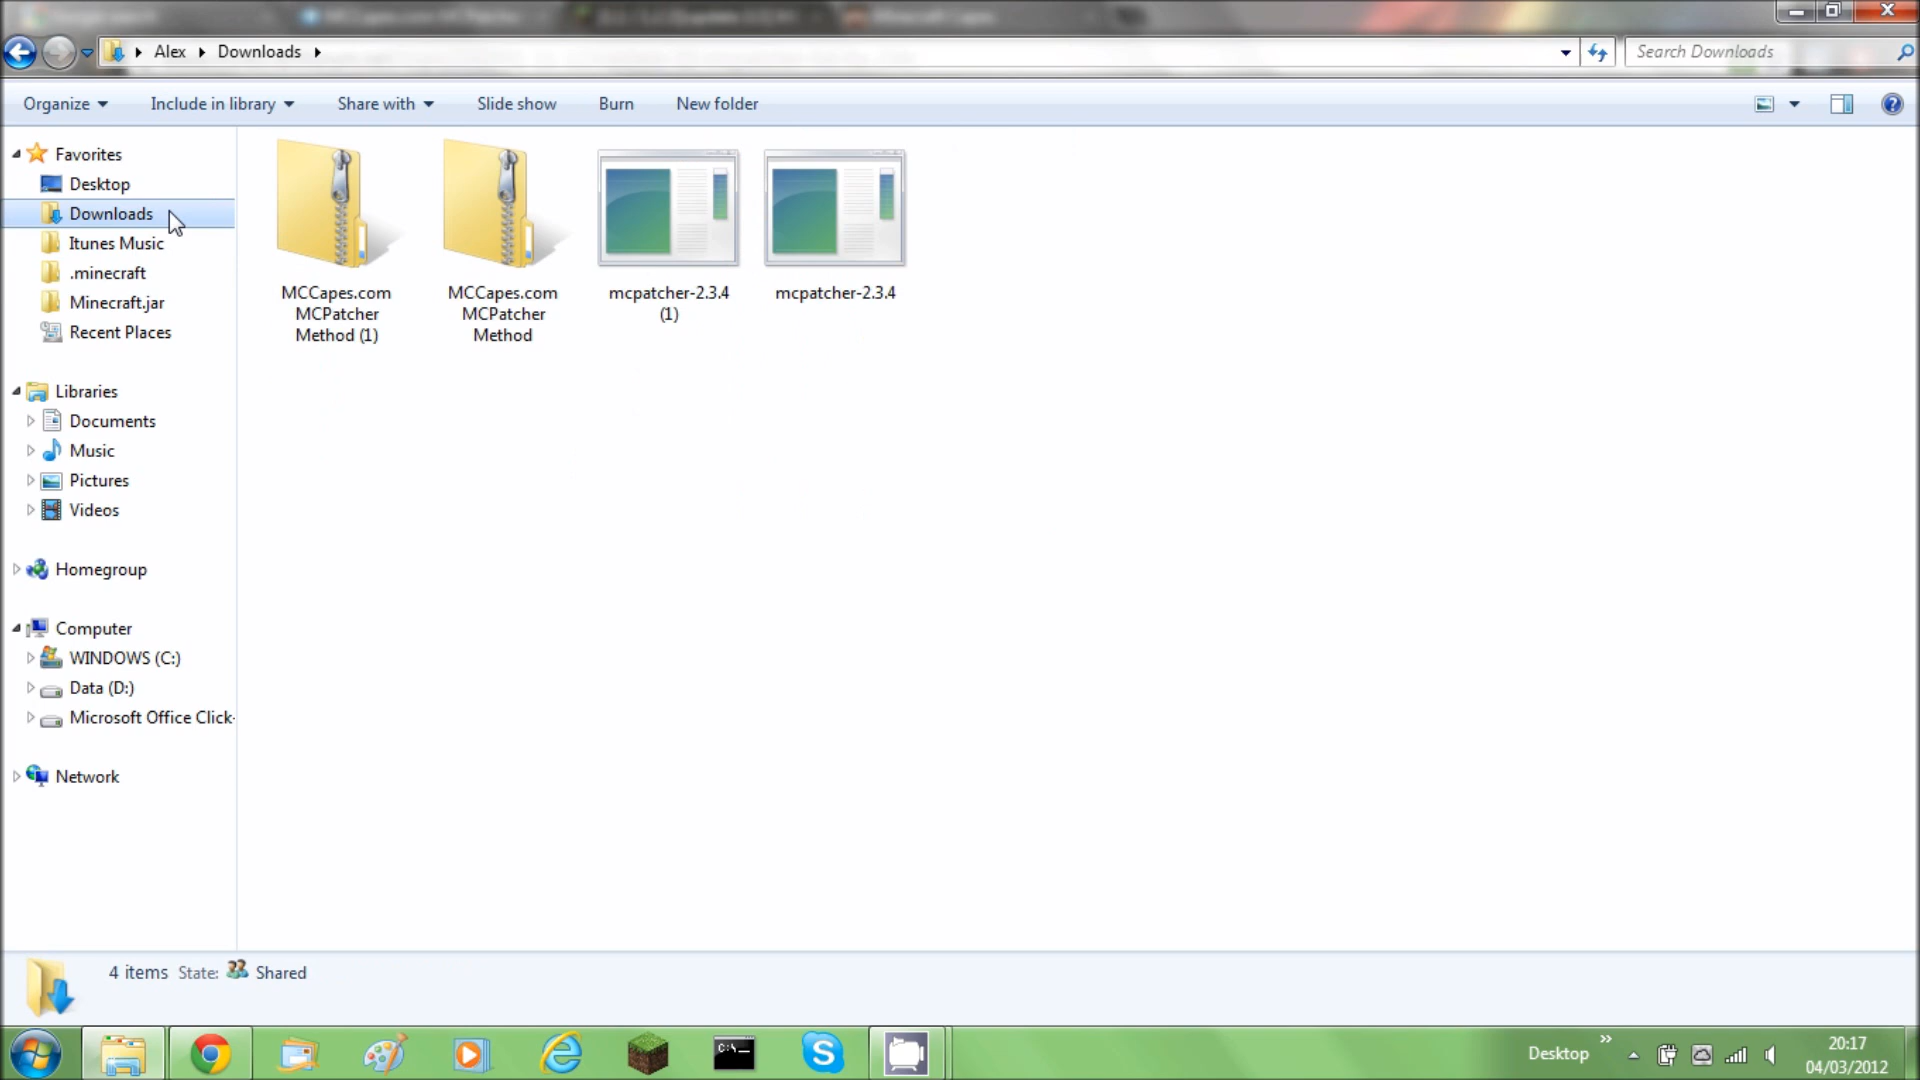 Alex Downloads
Search Downloads
Organize Include in library Share with Slide show Burn New folder
Favorites
Desktop
Downloads
Itunes Music
.minecraft
Minecraft.jar
Recent Places
Libraries
Documents
Music
Pictures
Videos
Homegroup
Computer
WINDOWS (C:)
Data (D:)
Microsoft Office Click-
Network
MCCapes.com
MCPatcher
Method (1)
MCCapes.com
MCPatcher
Method
mcpatcher-2.3.4
(1)
mcpatcher-2.3.4
4 items State: Shared
C:\_
Desktop
20:17
04/03/2012